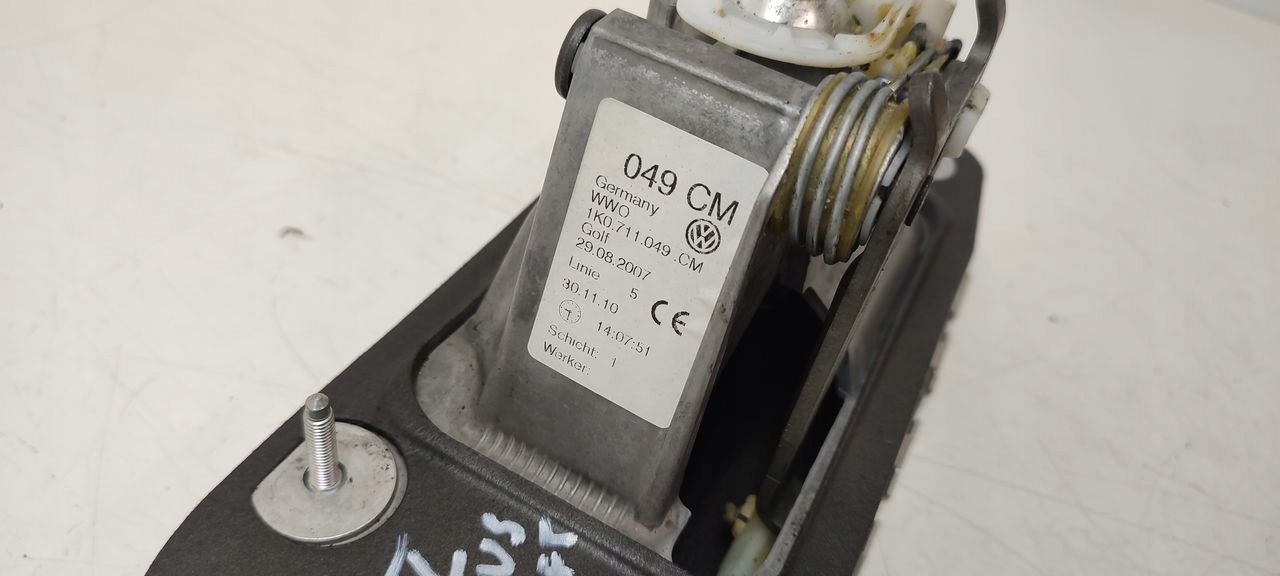 049 CM
Germany
WWO
1K0.711.049 .CM
Golf
29.08.2007
Linie 5
30.11.10 CE
14:07:51
Schicht: 1
Werker: